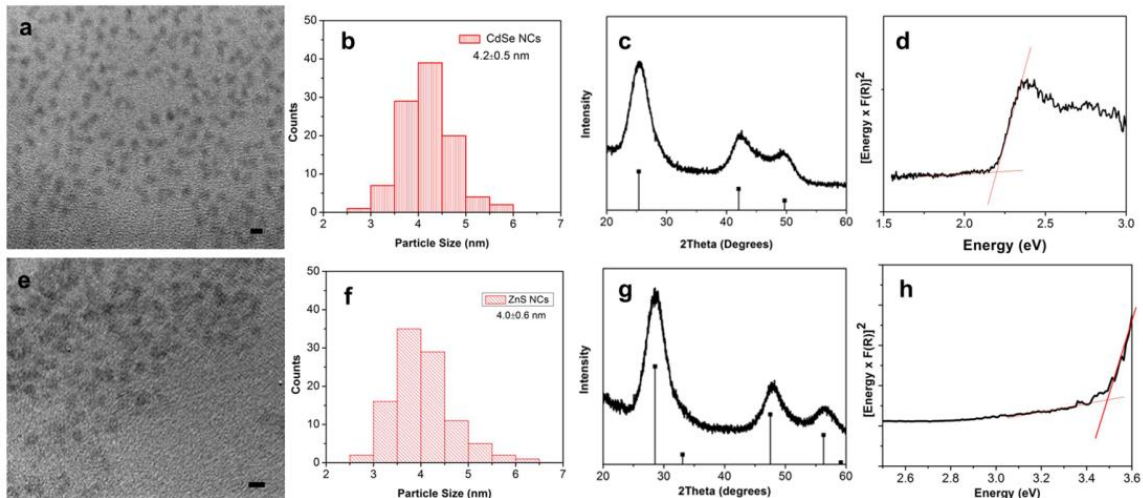 a
b
CdSe NCs
4.2±0.5 nm
50
40
30
20
10
0
Counts
2 3 4 5 6 7
Particle Size (nm)
c
Intensity
20 30 40 50 60
2Theta (Degrees)
d
[Energy x F(R)]²
1.5 2.0 2.5 3.0
Energy (eV)
e
f
ZnS NCs
4.0±0.6 nm
50
40
30
20
10
0
Counts
2 3 4 5 6 7
Particle Size (nm)
g
Intensity
20 30 40 50 60
2Theta (degrees)
h
[Energy x F(R)]²
2.6 2.8 3.0 3.2 3.4 3.6
Energy (eV)